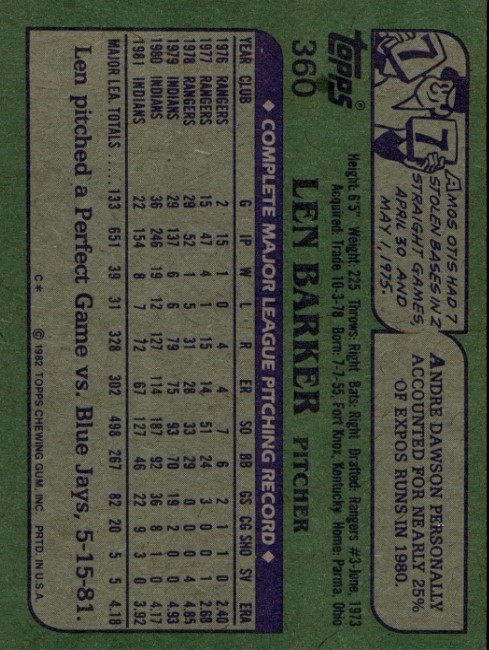 7 & 7
AMOS OTIS HAD 7
STOLEN BASES IN 2
STRAIGHT GAMES,
APRIL 30 AND
MAY 1, 1975.
ANDRE DAWSON PERSONALLY
ACCOUNTED FOR NEARLY 25%
OF EXPOS RUNS IN 1980.
topps®
360
Height: 6'5" Weight: 225 Throws: Right Bats: Right Drafted: Rangers #3-June, 1973
Acquired: Trade 10-3-78 Born: 7-7-55, Fort Knox, Kentucky Home: Parma, Ohio
LEN BARKER PITCHER
◆ COMPLETE MAJOR LEAGUE PITCHING RECORD ◆
YEAR CLUB G IP W L R ER SO BB GS CG SHO SV ERA
1976 RANGERS 2 15 1 0 4 4 7 6 2 1 1 0 2.40
1977 RANGERS 15 47 4 1 15 14 51 24 3 0 0 1 2.68
1978 RANGERS 29 52 1 5 31 28 33 29 0 0 0 4 4.85
1979 INDIANS 29 137 6 6 79 75 93 70 19 2 0 0 4.93
1980 INDIANS 36 246 19 12 127 114 187 92 36 8 1 0 4.17
1981 INDIANS 22 154 8 7 72 67 127 46 22 9 3 0 3.92
MAJOR LEA. TOTALS ..... 133 651 39 31 328 302 498 267 82 20 5 5 4.18
Len pitched a Perfect Game vs. Blue Jays, 5-15-81.
C* © 1982 TOPPS CHEWING GUM, INC. PRTD. IN U.S.A.